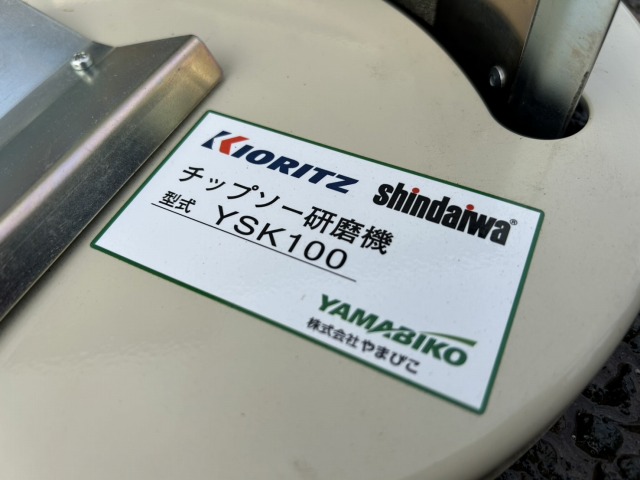 KIORITZ shindaiwa®
チップソー研磨機
型式 YSK100
YAMABIKO
株式会社やまびこ